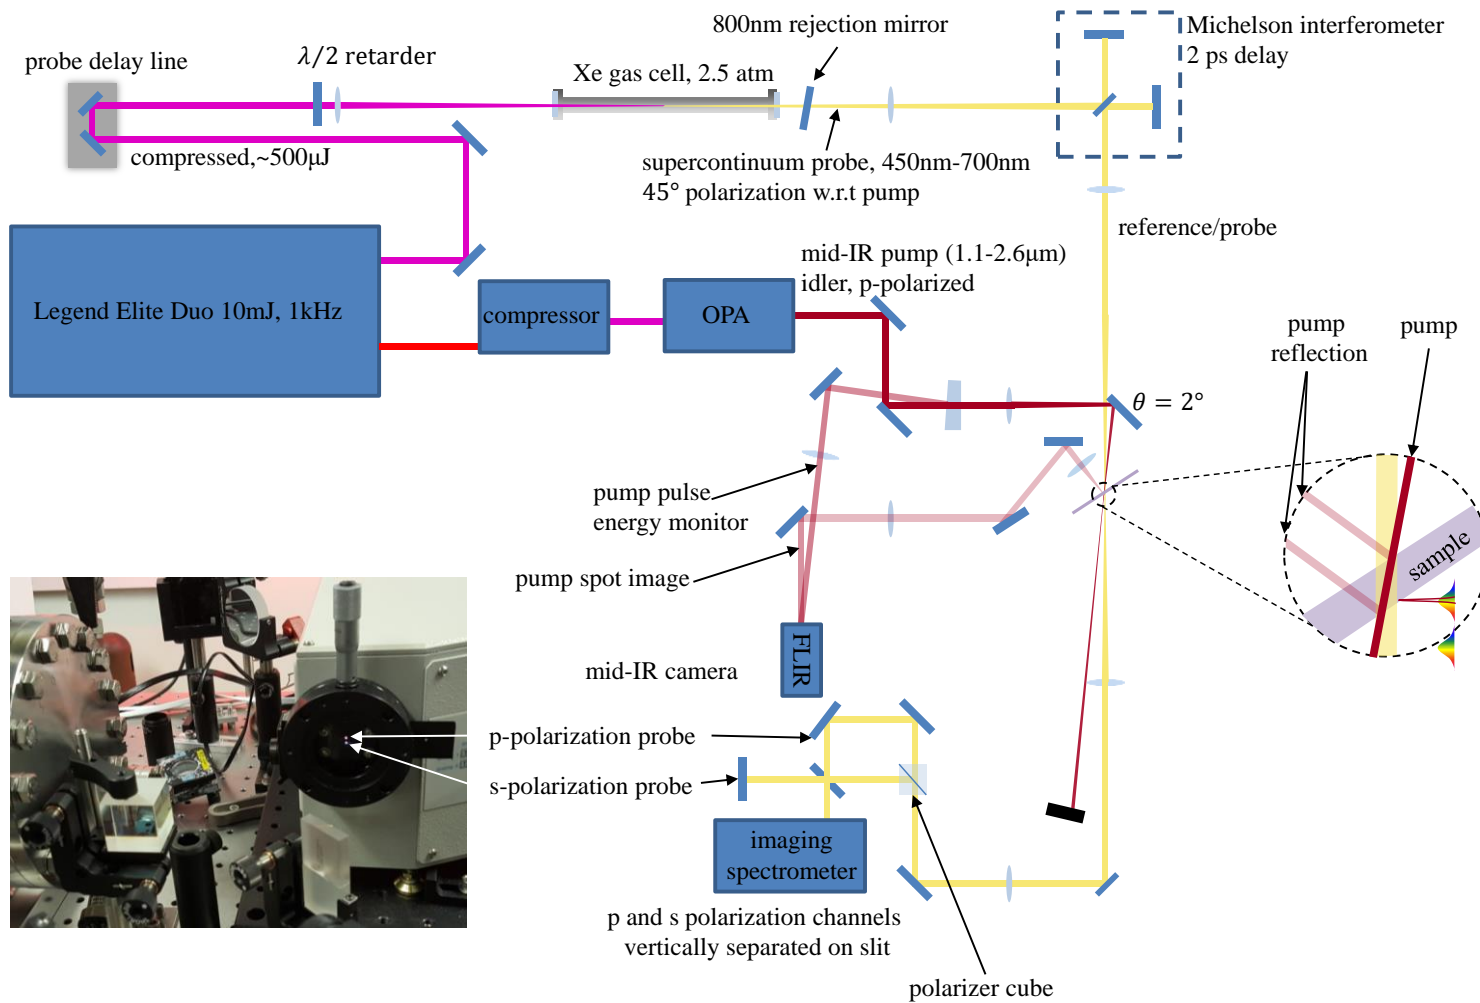 800nm rejection mirror
Michelson interferometer
2 ps delay
probe delay line
λ/2 retarder
Xe gas cell, 2.5 atm
compressed,~500μJ
supercontinuum probe, 450nm-700nm
45° polarization w.r.t pump
reference/probe
mid-IR pump (1.1-2.6μm)
idler, p-polarized
Legend Elite Duo 10mJ, 1kHz
compressor
OPA
pump
reflection
pump
θ = 2°
pump pulse
energy monitor
sample
pump spot image
FLIR
mid-IR camera
p-polarization probe
s-polarization probe
imaging
spectrometer
p and s polarization channels
vertically separated on slit
polarizer cube